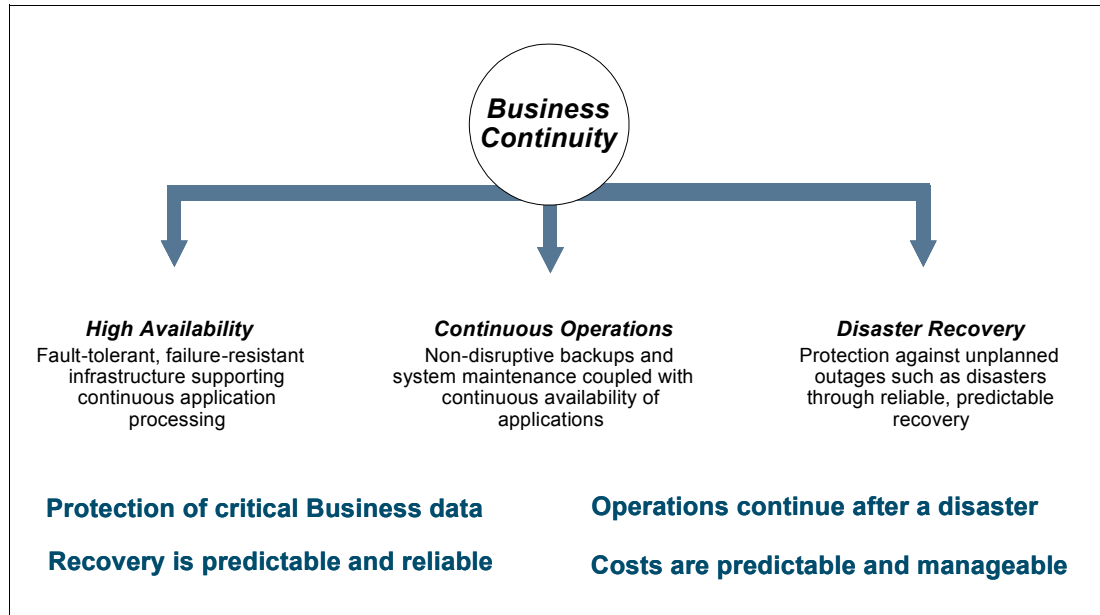 Business
Continuity
High Availability
Fault-tolerant, failure-resistant
infrastructure supporting
continuous application
processing
Continuous Operations
Non-disruptive backups and
system maintenance coupled with
continuous availability of
applications
Disaster Recovery
Protection against unplanned
outages such as disasters
through reliable, predictable
recovery
Protection of critical Business data
Recovery is predictable and reliable
Operations continue after a disaster
Costs are predictable and manageable